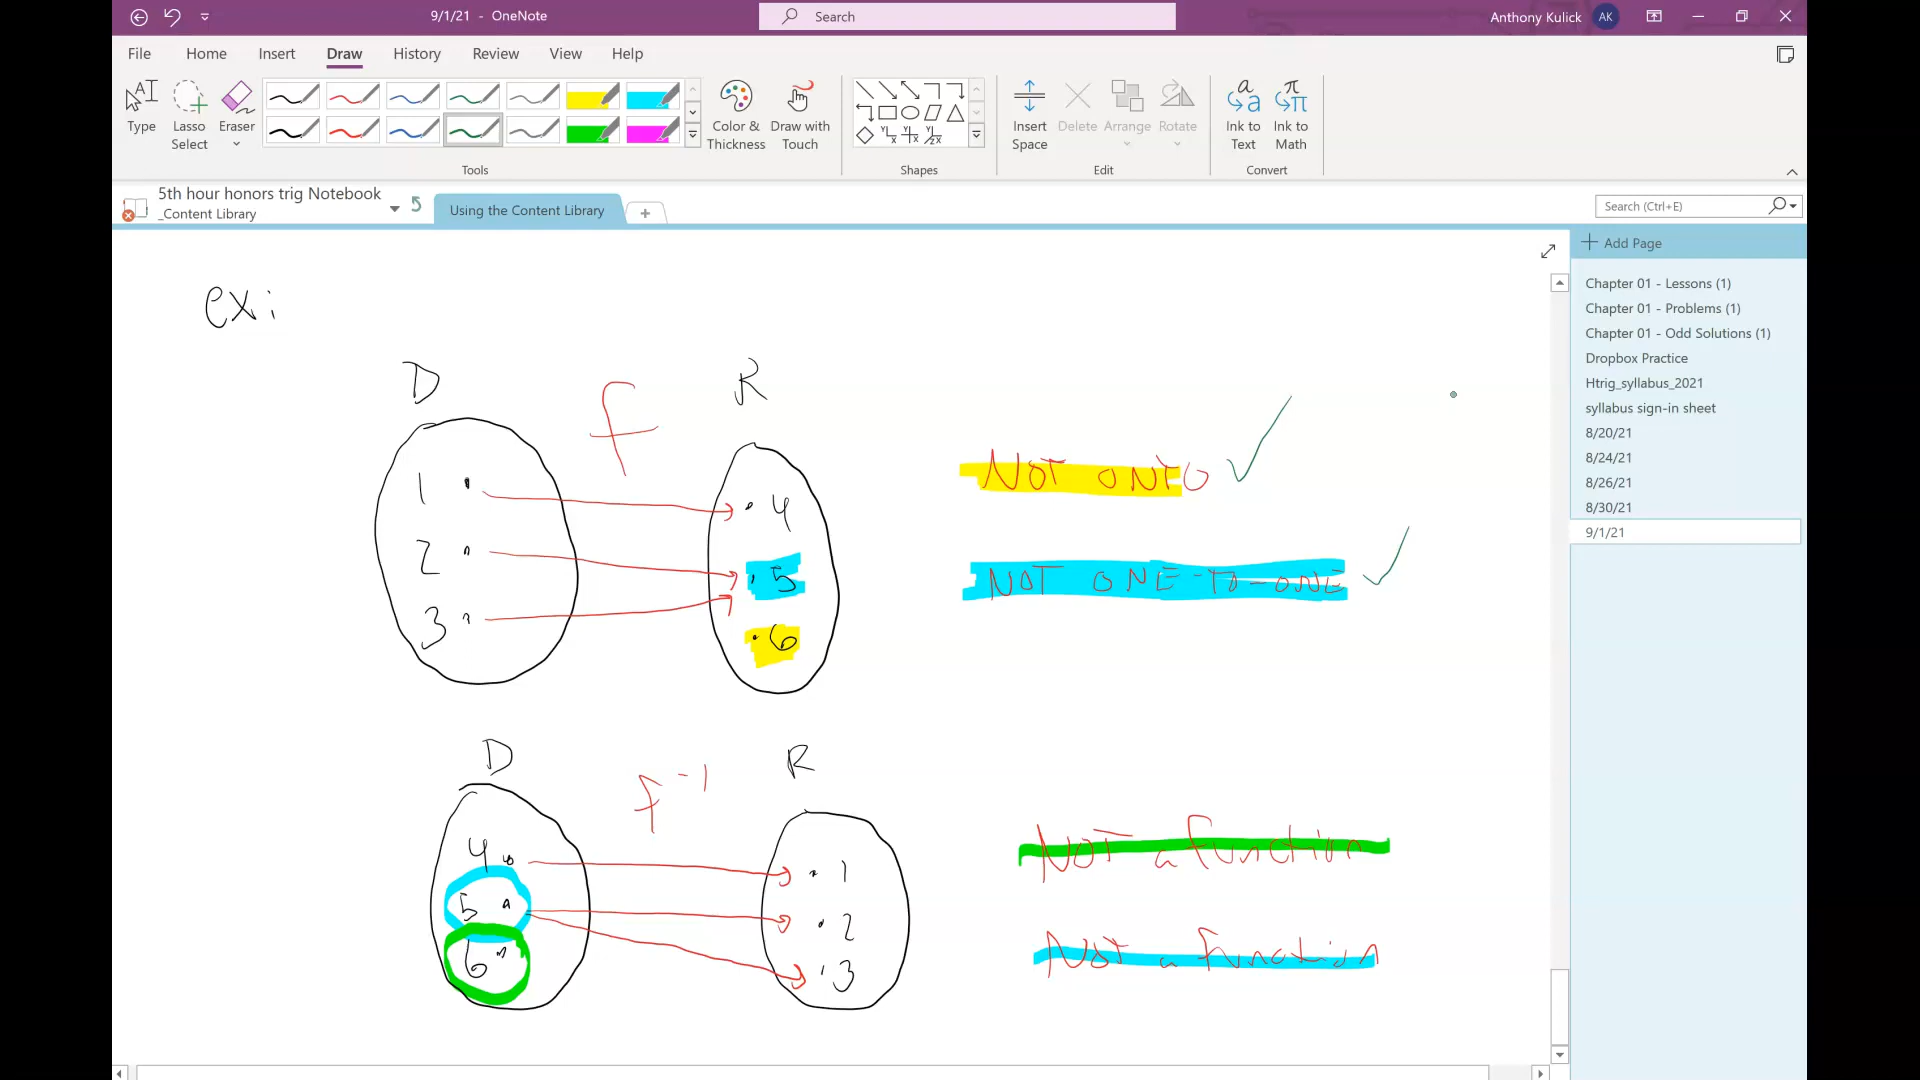 9/1/21 - OneNote
Search
Anthony Kulick AK
File Home Insert Draw History Review View Help
Type
Lasso Select
Eraser
Color & Thickness
Draw with Touch
Insert Space
Delete
Arrange
Rotate
Ink to Text
Ink to Math
Tools
Shapes
Edit
Convert
5th hour honors trig Notebook
_Content Library
Using the Content Library
Search (Ctrl+E)
Add Page
Chapter 01 - Lessons (1)
Chapter 01 - Problems (1)
Chapter 01 - Odd Solutions (1)
Dropbox Practice
Htrig_syllabus_2021
syllabus sign-in sheet
8/20/21
8/24/21
8/26/21
8/30/21
9/1/21
ex:
D f R
1 4
2 5
3 6
NOT ONTO
NOT ONE-TO-ONE
D f⁻¹ R
4 1
5 2
6 3
NOT a function
NOT a function